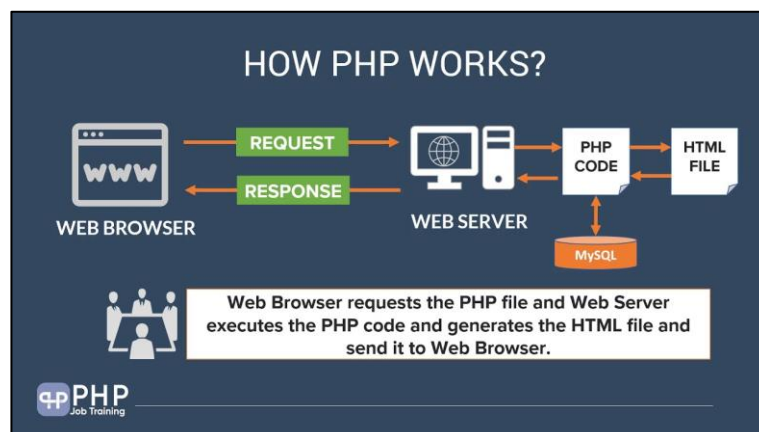 HOW PHP WORKS?
REQUEST
RESPONSE
WWW
WEB BROWSER
WEB SERVER
PHP
CODE
HTML
FILE
MySQL
Web Browser requests the PHP file and Web Server
executes the PHP code and generates the HTML file and
send it to Web Browser.
PHP
Job Training